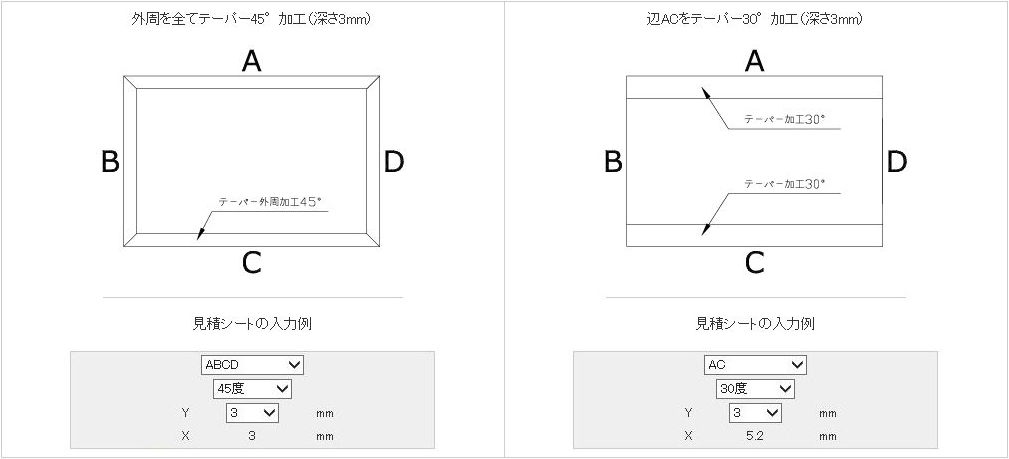 外周を全てテーパー45°加工(深さ3mm)
A
B
D
テーパー外周加工45°
C
見積シートの入力例
ABCD
45度
Y 3 mm
X 3 mm
辺ACをテーパー30°加工(深さ3mm)
A
テーパー加工30°
B
D
テーパー加工30°
C
見積シートの入力例
AC
30度
Y 3 mm
X 5.2 mm